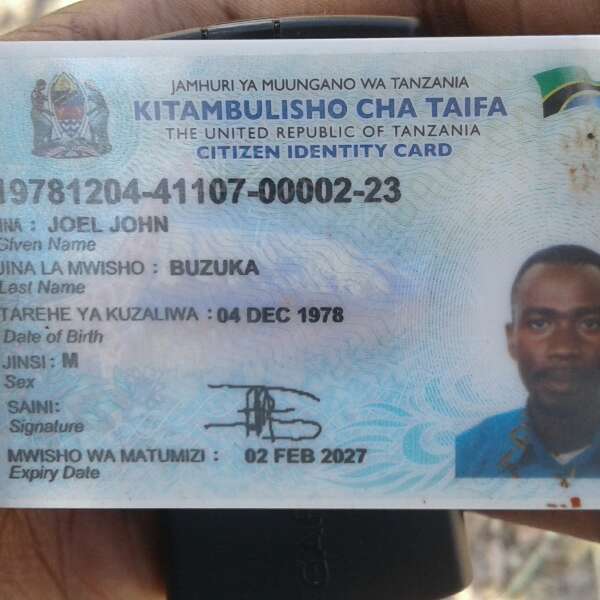 JAMHURI YA MUUNGANO WA TANZANIA
KITAMBULISHO CHA TAIFA
THE UNITED REPUBLIC OF TANZANIA
CITIZEN IDENTITY CARD
19781204-41107-00002-23
INA : JOEL JOHN
Given Name
JINA LA MWISHO : BUZUKA
Last Name
TAREHE YA KUZALIWA : 04 DEC 1978
Date of Birth
JINSI : M
Sex
SAINI:
Signature
MWISHO WA MATUMIZI : 02 FEB 2027
Expiry Date